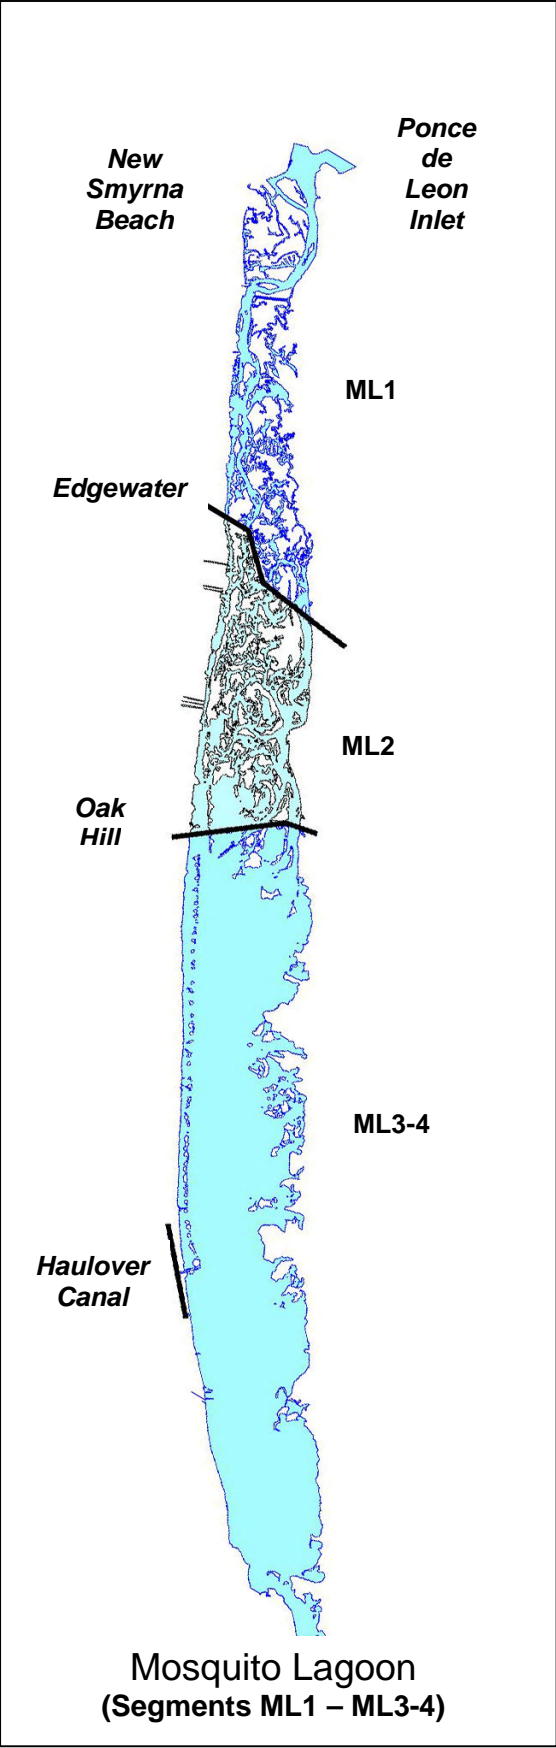 New
Smyrna
Beach
Ponce
de
Leon
Inlet
ML1
Edgewater
ML2
Oak
Hill
ML3-4
Haulover
Canal
Mosquito Lagoon
(Segments ML1 – ML3-4)